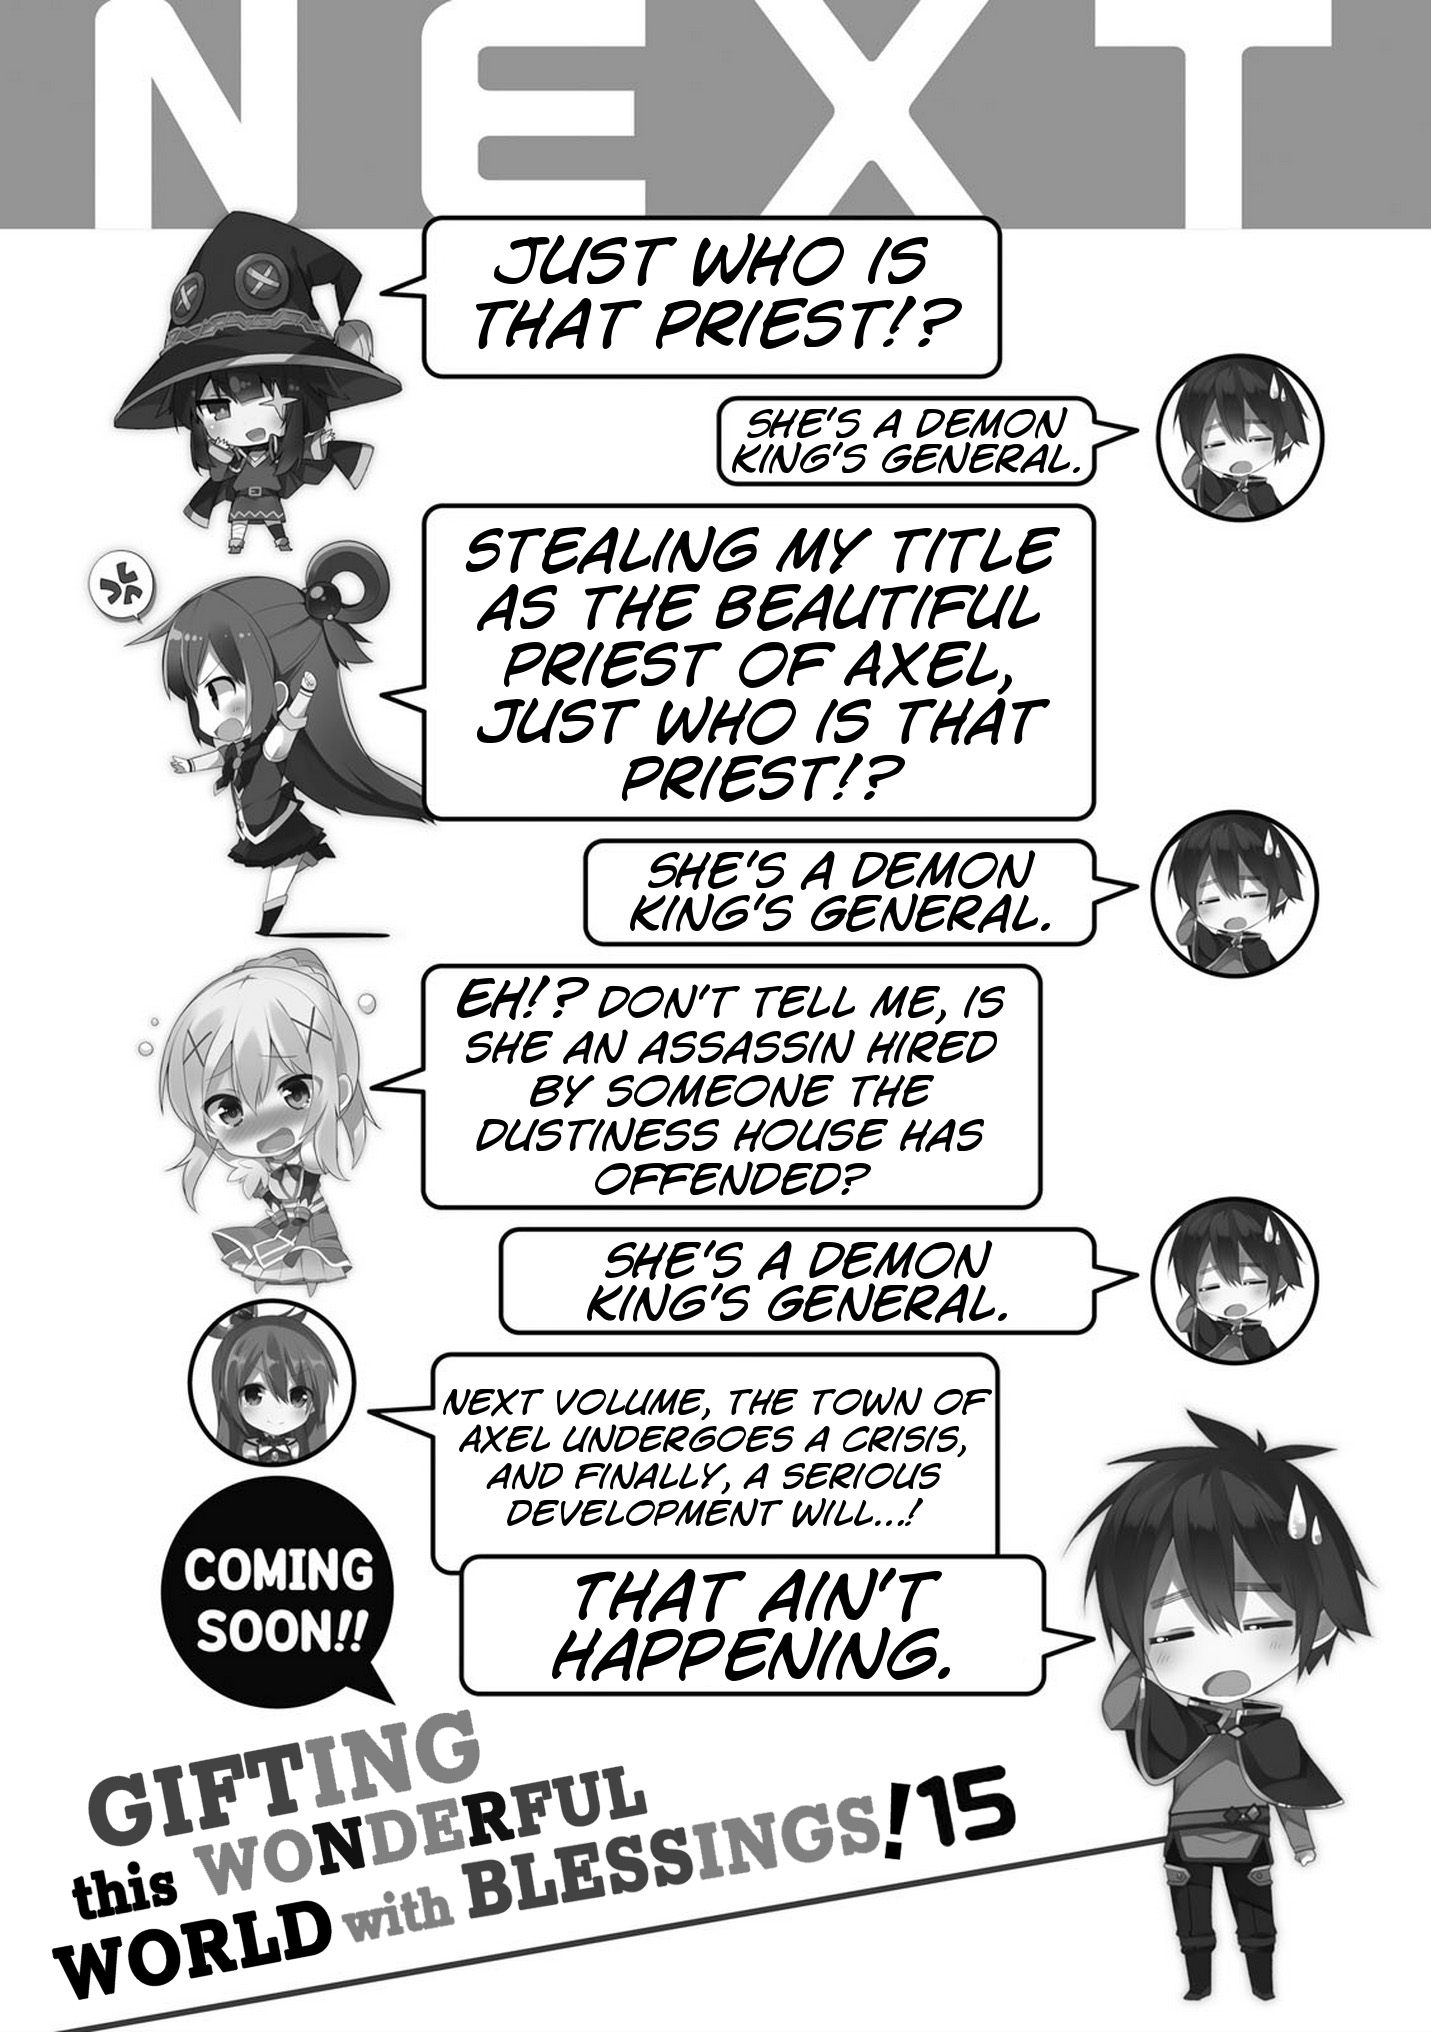 NEXT
JUST WHO IS
THAT PRIEST!?
SHE'S A DEMON
KING'S GENERAL.
STEALING MY TITLE
AS THE BEAUTIFUL
PRIEST OF AXEL,
JUST WHO IS THAT
PRIEST!?
SHE'S A DEMON
KING'S GENERAL.
EH!? DON'T TELL ME, IS
SHE AN ASSASSIN HIRED
BY SOMEONE THE
DUSTINESS HOUSE HAS
OFFENDED?
SHE'S A DEMON
KING'S GENERAL.
NEXT VOLUME, THE TOWN OF
AXEL UNDERGOES A CRISIS,
AND FINALLY, A SERIOUS
DEVELOPMENT WILL...!
THAT AIN'T
HAPPENING.
COMING
SOON!!
GIFTING
this WONDERFUL
WORLD with BLESSINGS! 15